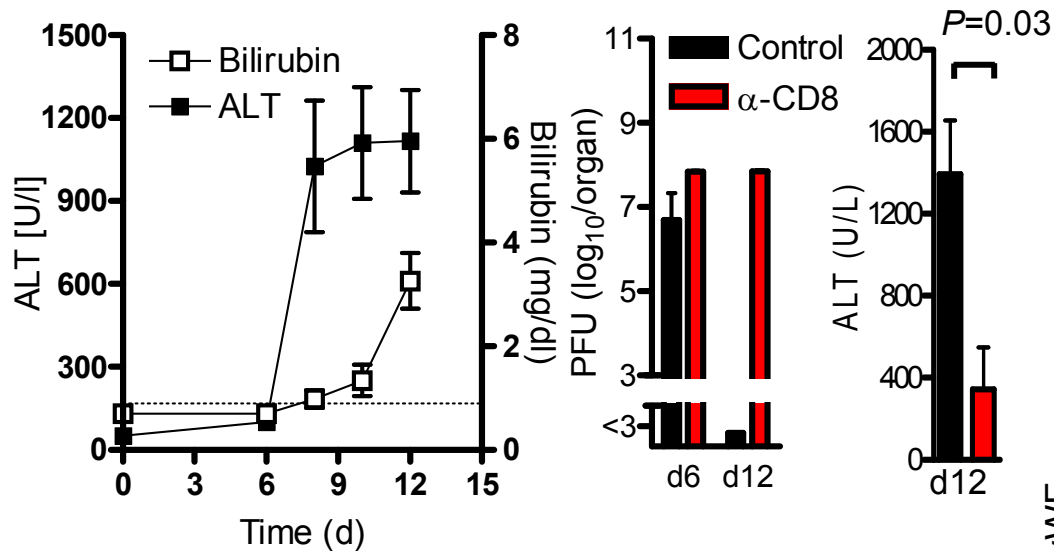 ALT [U/l]
1500
1200
900
600
300
0
Bilirubin
ALT
8
6
4
2
0
Bilirubin (mg/dl)
0 3 6 9 12 15
Time (d)
PFU (log10/organ)
11
9
7
5
3
<3
Control
α-CD8
d6 d12
P=0.03
ALT (U/L)
2000
1600
1200
800
400
0
d12